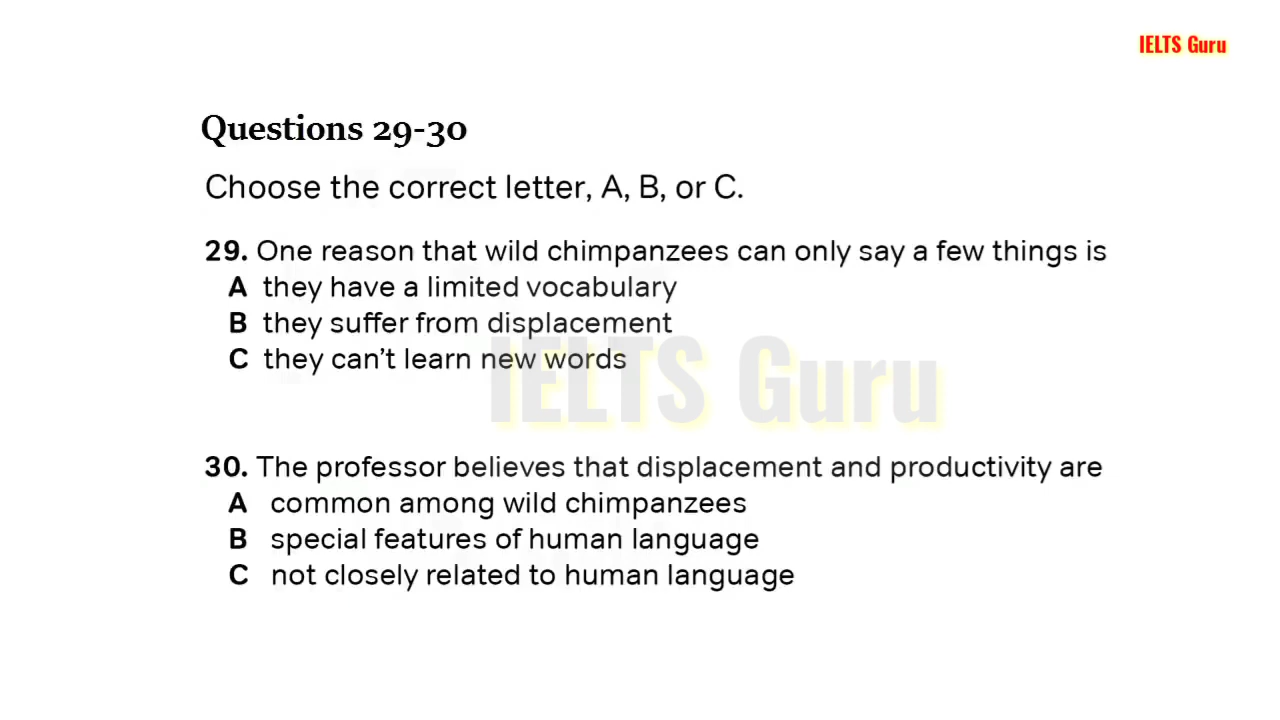 IELTS Guru
Questions 29-30
Choose the correct letter, A, B, or C.
29. One reason that wild chimpanzees can only say a few things is
A they have a limited vocabulary
B they suffer from displacement
C they can't learn new words
IELTS Guru
30. The professor believes that displacement and productivity are
A common among wild chimpanzees
B special features of human language
C not closely related to human language